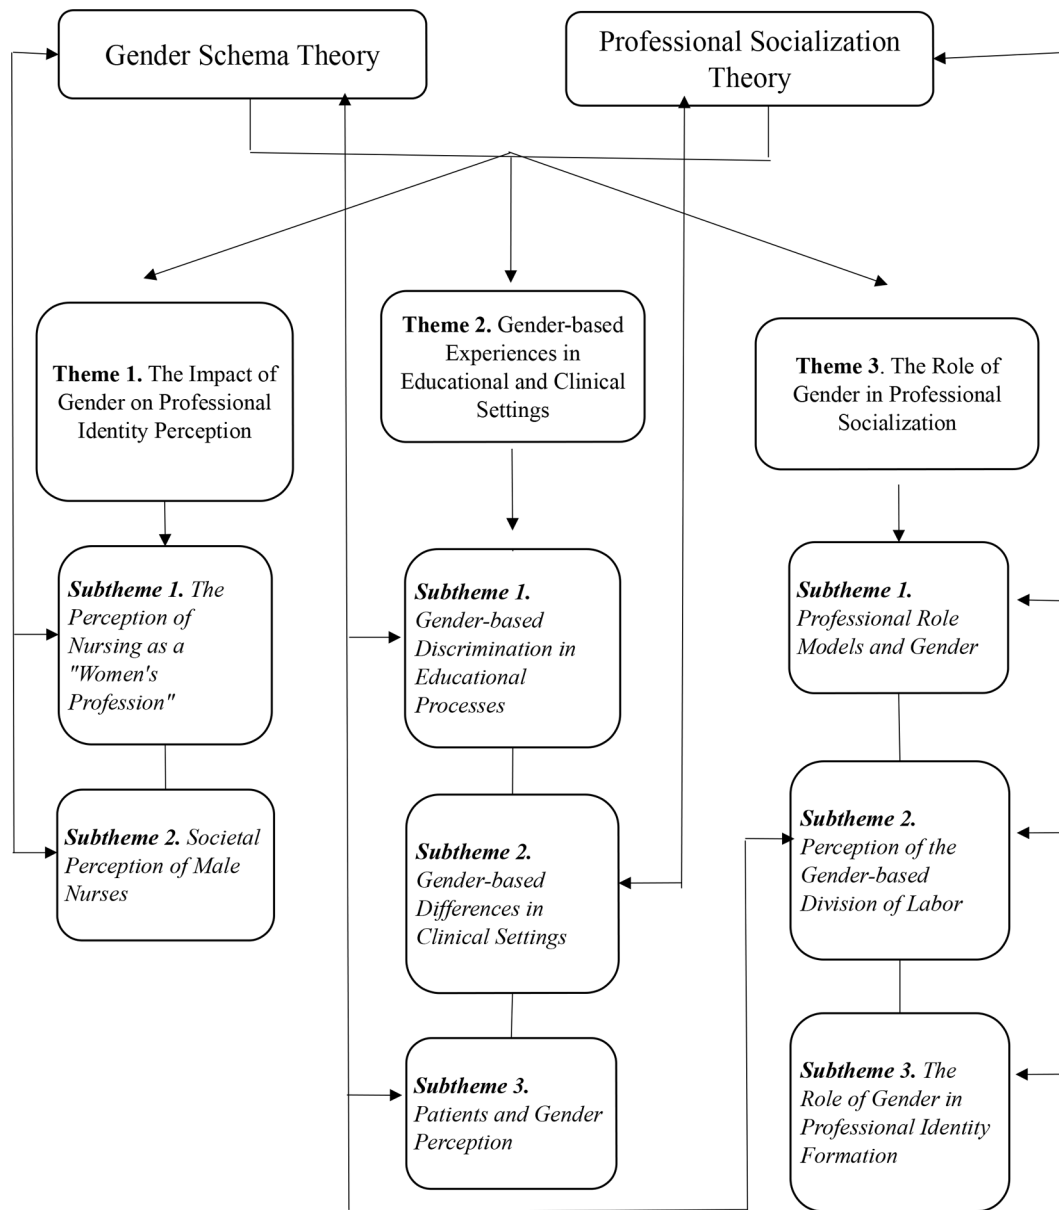 Gender Schema Theory
Professional Socialization
Theory
Theme 1. The Impact of
Gender on Professional
Identity Perception
Theme 2. Gender-based
Experiences in
Educational and Clinical
Settings
Theme 3. The Role of
Gender in Professional
Socialization
Subtheme 1. The
Perception of
Nursing as a
"Women's
Profession"
Subtheme 2. Societal
Perception of Male
Nurses
Subtheme 1.
Gender-based
Discrimination in
Educational
Processes
Subtheme 2.
Gender-based
Differences in
Clinical Settings
Subtheme 3.
Patients and Gender
Perception
Subtheme 1.
Professional Role
Models and Gender
Subtheme 2.
Perception of the
Gender-based
Division of Labor
Subtheme 3. The
Role of Gender in
Professional Identity
Formation